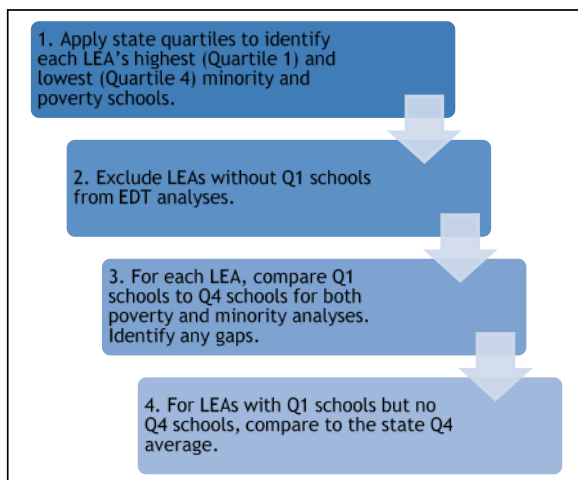 1. Apply state quartiles to identify
each LEA's highest (Quartile 1) and
lowest (Quartile 4) minority and
poverty schools.
2. Exclude LEAs without Q1 schools
from EDT analyses.
3. For each LEA, compare Q1
schools to Q4 schools for both
poverty and minority analyses.
Identify any gaps.
4. For LEAs with Q1 schools but no
Q4 schools, compare to the state Q4
average.